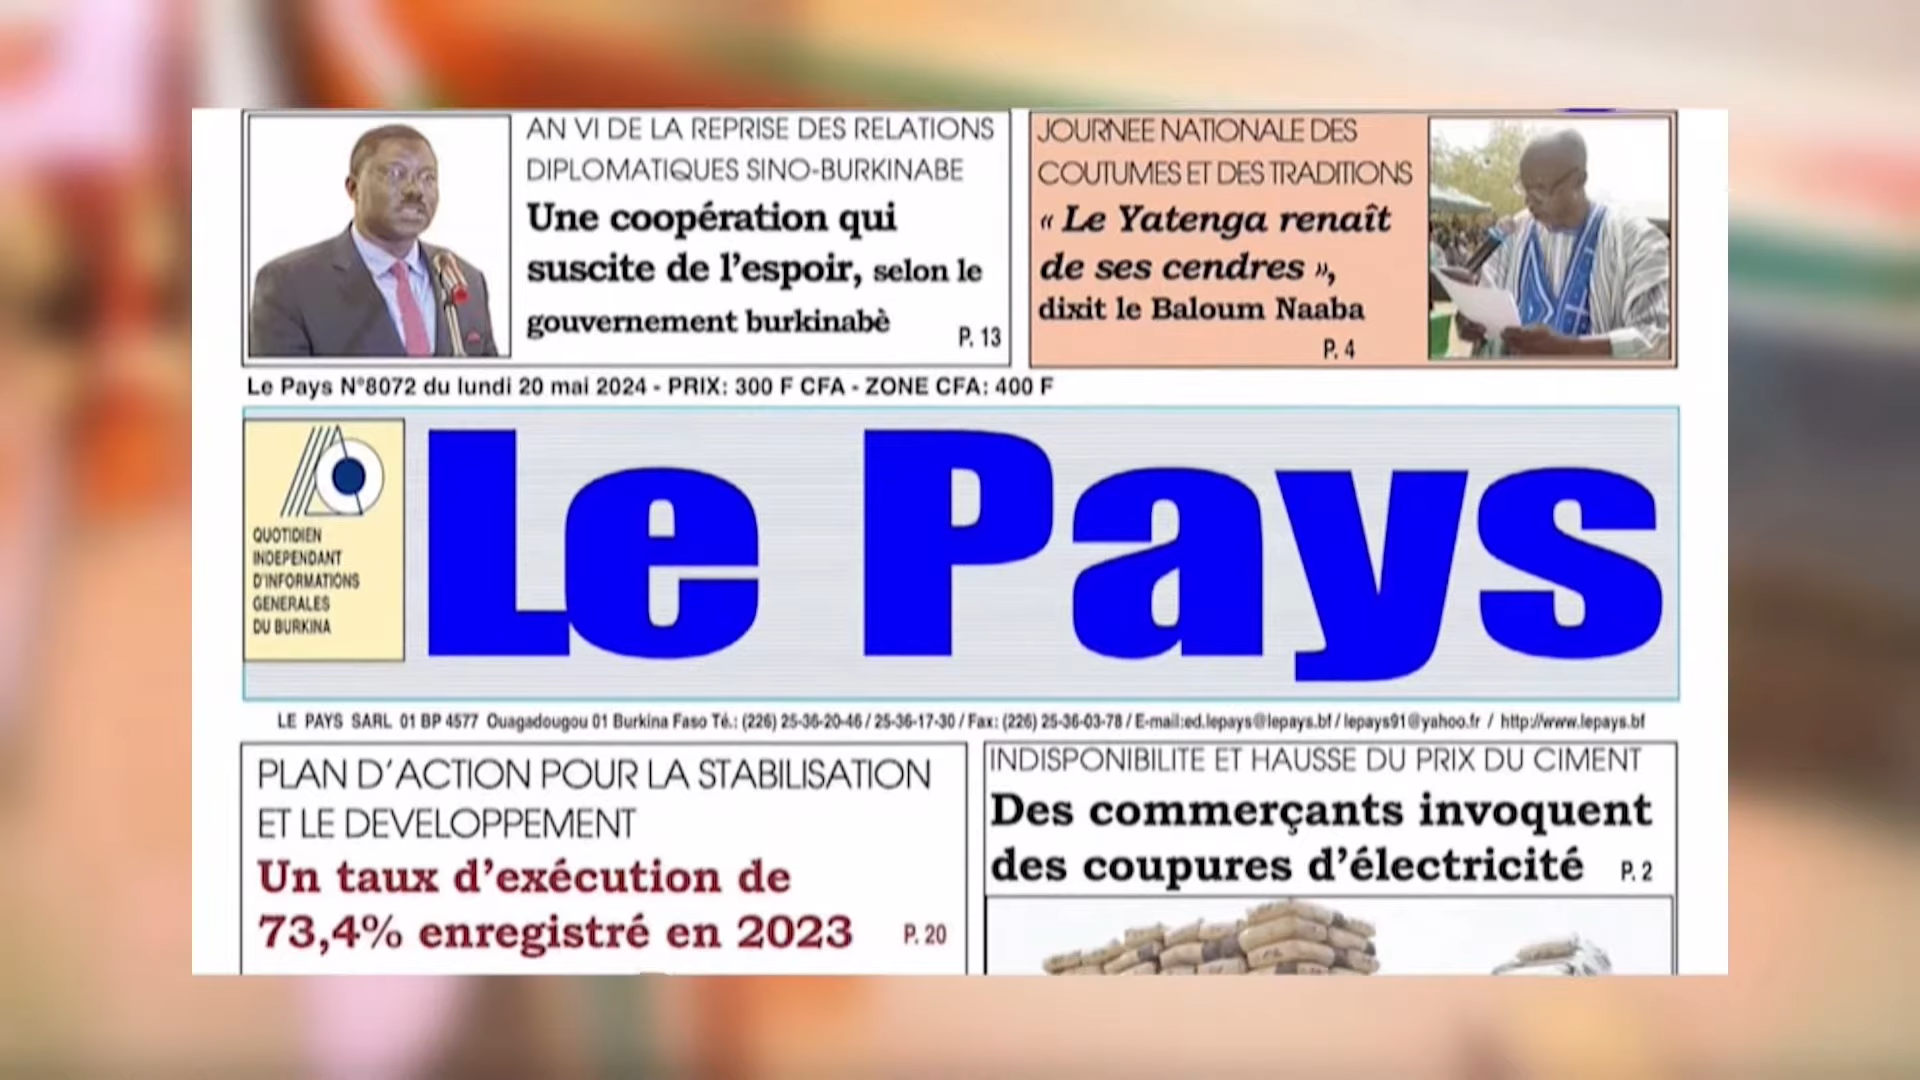 AN VI DE LA REPRISE DES RELATIONS
DIPLOMATIQUES SINO-BURKINABE
Une coopération qui
suscite de l'espoir, selon le
gouvernement burkinabè
P. 13
JOURNEE NATIONALE DES
COUTUMES ET DES TRADITIONS
« Le Yatenga renaît
de ses cendres »,
dixit le Baloum Naaba
P. 4
Le Pays N°8072 du lundi 20 mai 2024 - PRIX: 300 F CFA - ZONE CFA: 400 F
QUOTIDIEN
INDEPENDANT
D'INFORMATIONS
GENERALES
DU BURKINA
Le Pays
LE PAYS SARL 01 BP 4577 Ouagadougou 01 Burkina Faso Té.: (226) 25-36-20-46 / 25-36-17-30 / Fax: (226) 25-36-03-78 / E-mail:ed.lepays@lepays.bf / lepays91@yahoo.fr / http://www.lepays.bf
PLAN D'ACTION POUR LA STABILISATION
ET LE DEVELOPPEMENT
Un taux d'exécution de
73,4% enregistré en 2023
P. 20
INDISPONIBILITE ET HAUSSE DU PRIX DU CIMENT
Des commerçants invoquent
des coupures d'électricité P. 2